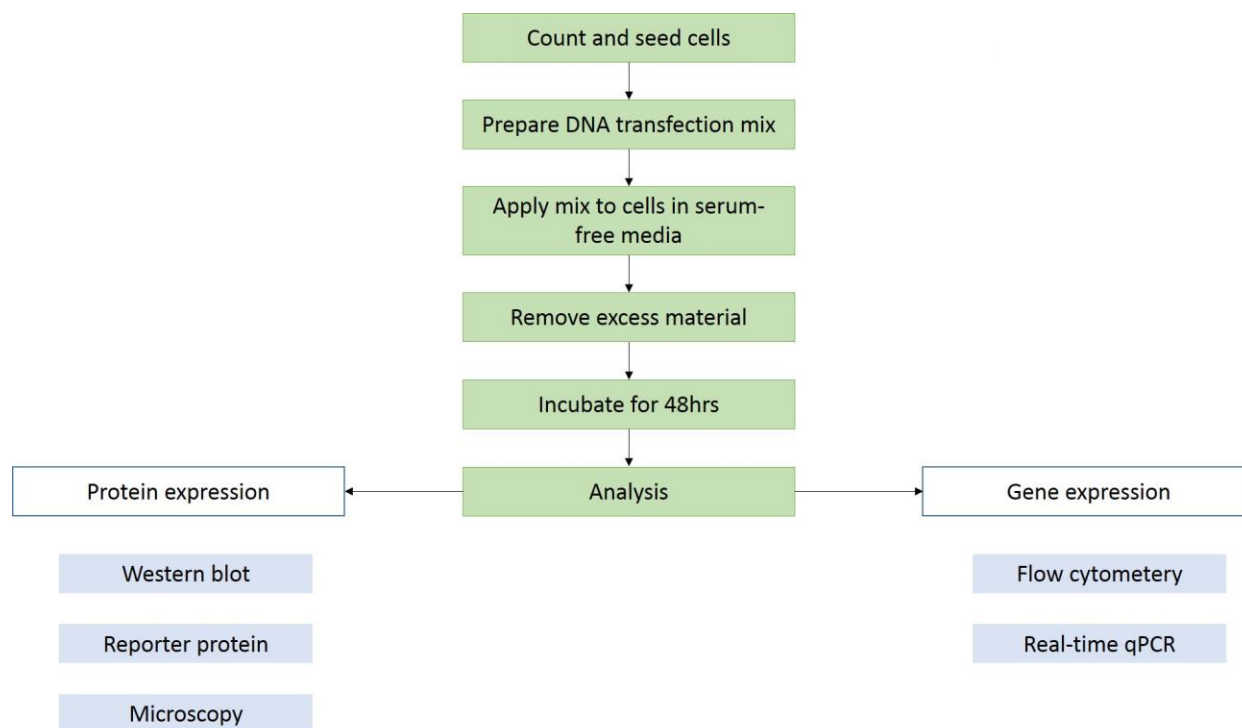 Count and seed cells
Prepare DNA transfection mix
Apply mix to cells in serum-
free media
Remove excess material
Incubate for 48hrs
Protein expression
Analysis
Gene expression
Western blot
Flow cytometery
Reporter protein
Real-time qPCR
Microscopy